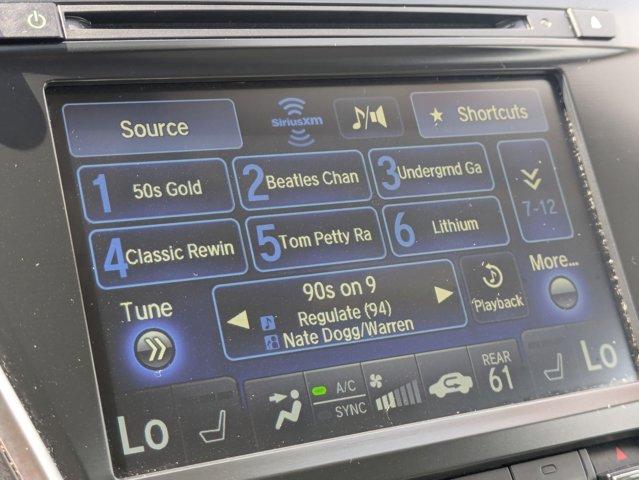 Source
SiriusXM
★ Shortcuts
1 50s Gold
2 Beatles Chan
3 Undergrnd Ga
7-12
4 Classic Rewin
5 Tom Petty Ra
6 Lithium
Tune
90s on 9
Regulate (94)
Nate Dogg/Warren
Playback
More...
Lo
A/C
SYNC
REAR
61
Lo